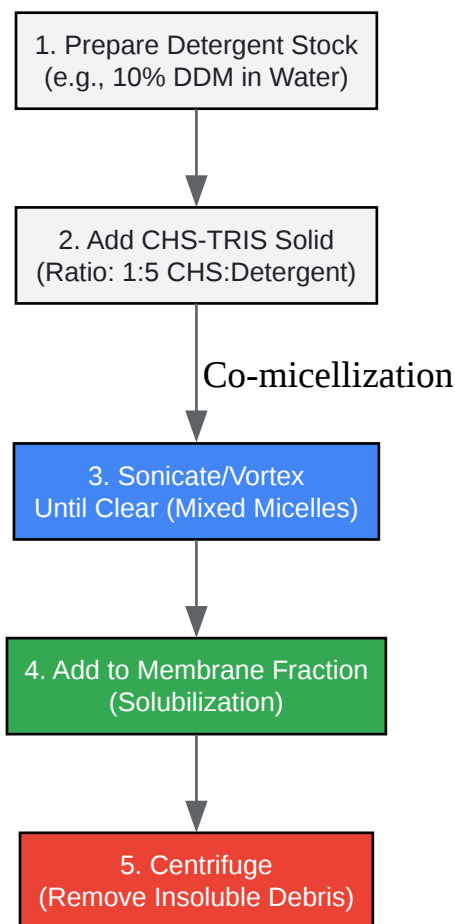 1. Prepare Detergent Stock
(e.g., 10% DDM in Water)
2. Add CHS-TRIS Solid
(Ratio: 1:5 CHS:Detergent)
Co-micellization
3. Sonicate/Vortex
Until Clear (Mixed Micelles)
4. Add to Membrane Fraction
(Solubilization)
5. Centrifuge
(Remove Insoluble Debris)